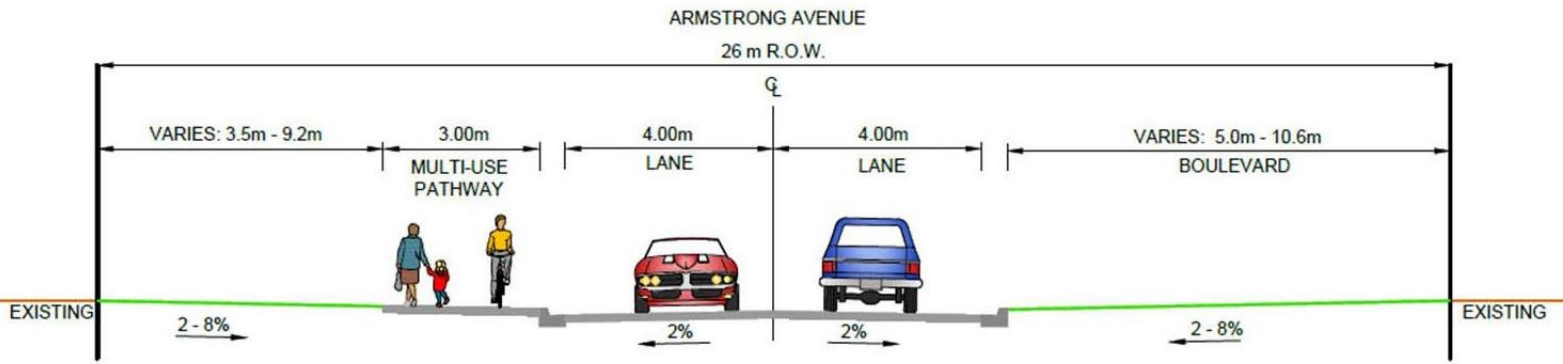 ARMSTRONG AVENUE
26 m R.O.W.
℄
VARIES: 3.5m - 9.2m
3.00m
4.00m
4.00m
VARIES: 5.0m - 10.6m
MULTI-USE
PATHWAY
LANE
LANE
BOULEVARD
EXISTING
2 - 8%
2%
2%
2 - 8%
EXISTING